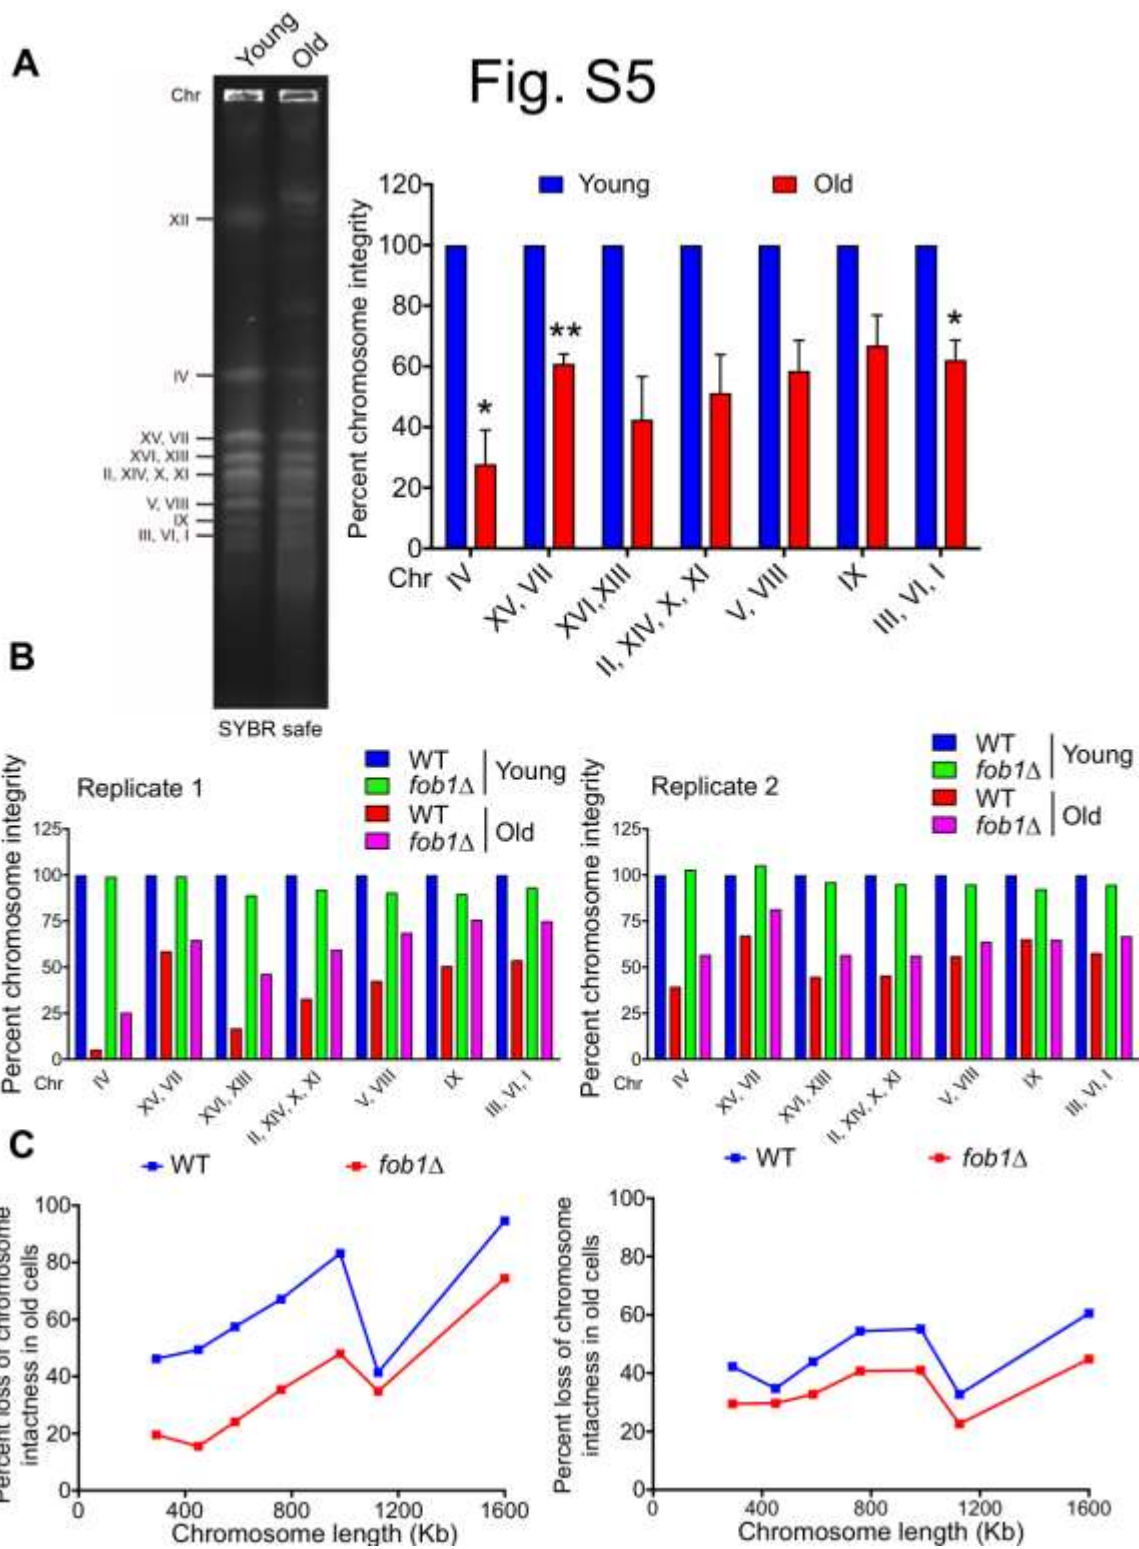 A
Young
Old
Fig. S5
Chr
XII
IV
XV, VII
XVI, XIII
II, XIV, X, XI
V, VIII
IX
III, VI, I
SYBR safe
Young
Old
Percent chromosome integrity
120
100
80
60
40
20
0
*
**
*
Chr
IV
XV, VII
XVI,XIII
II, XIV, X, XI
V, VIII
IX
III, VI, I
B
Replicate 1
WT
fob1Δ
Young
WT
fob1Δ
Old
Percent chromosome integrity
125
100
75
50
25
0
Chr
IV
XV, VII
XVI, XIII
II, XIV, X, XI
V, VIII
IX
III, VI, I
Replicate 2
WT
fob1Δ
Young
WT
fob1Δ
Old
Percent chromosome integrity
125
100
75
50
25
0
Chr
IV
XV, VII
XVI, XIII
II, XIV, X, XI
V, VIII
IX
III, VI, I
C
WT
fob1Δ
Percent loss of chromosome
intactness in old cells
100
80
60
40
20
0
0
400
800
1200
1600
Chromosome length (Kb)
WT
fob1Δ
Percent loss of chromosome
intactness in old cells
100
80
60
40
20
0
0
400
800
1200
1600
Chromosome length (Kb)